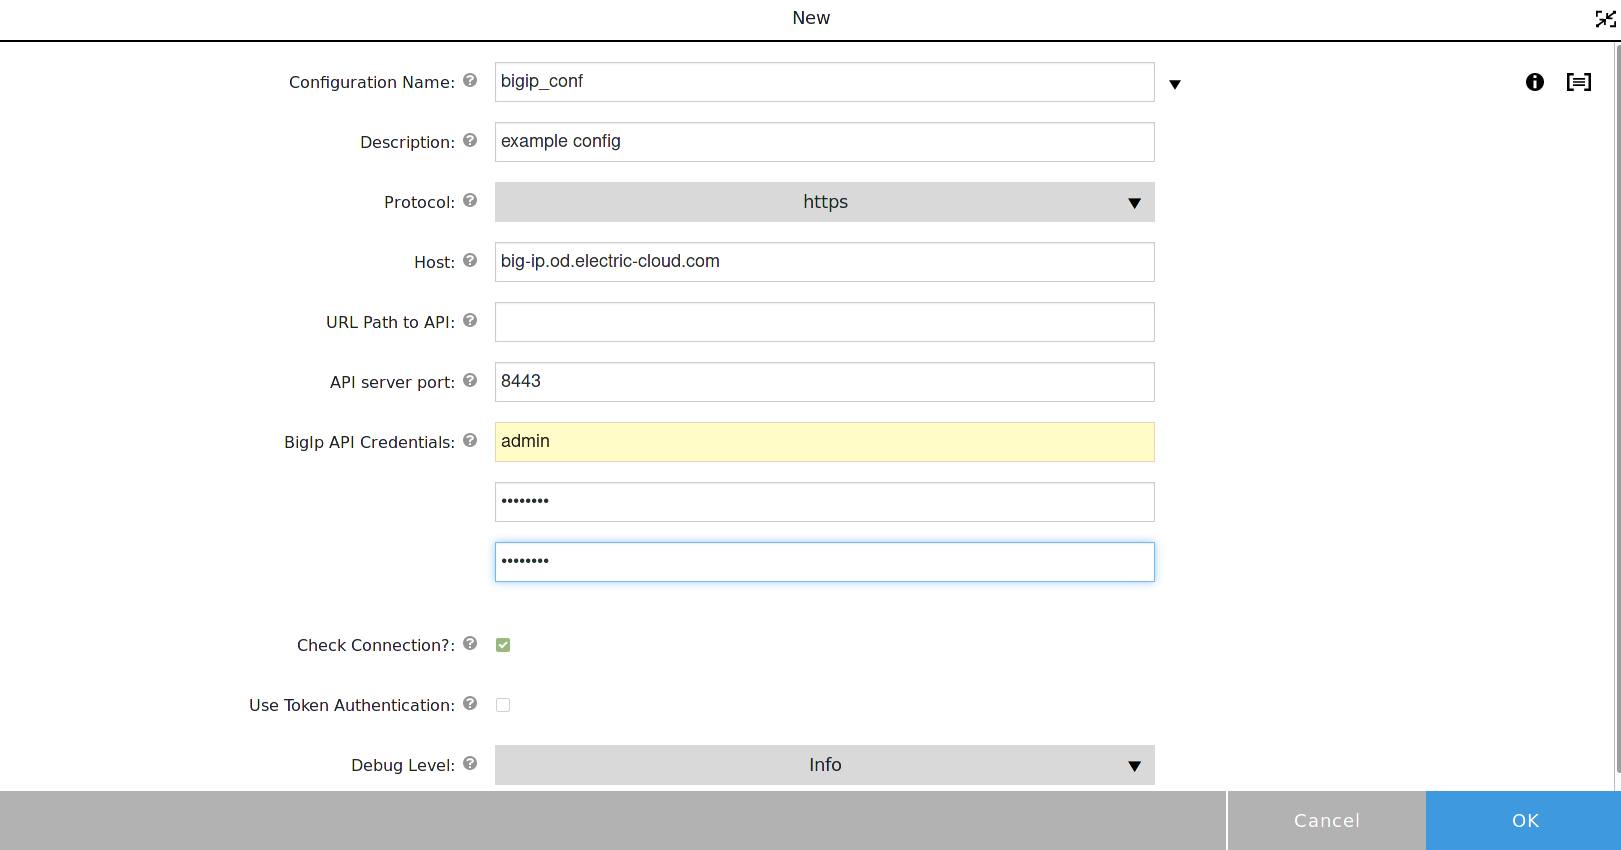 New
Configuration Name: bigip_conf
Description: example config
Protocol: https
Host: big-ip.od.electric-cloud.com
URL Path to API:
API server port: 8443
BigIp API Credentials: admin
••••••••
••••••••
Check Connection?:
Use Token Authentication:
Debug Level: Info
Cancel OK